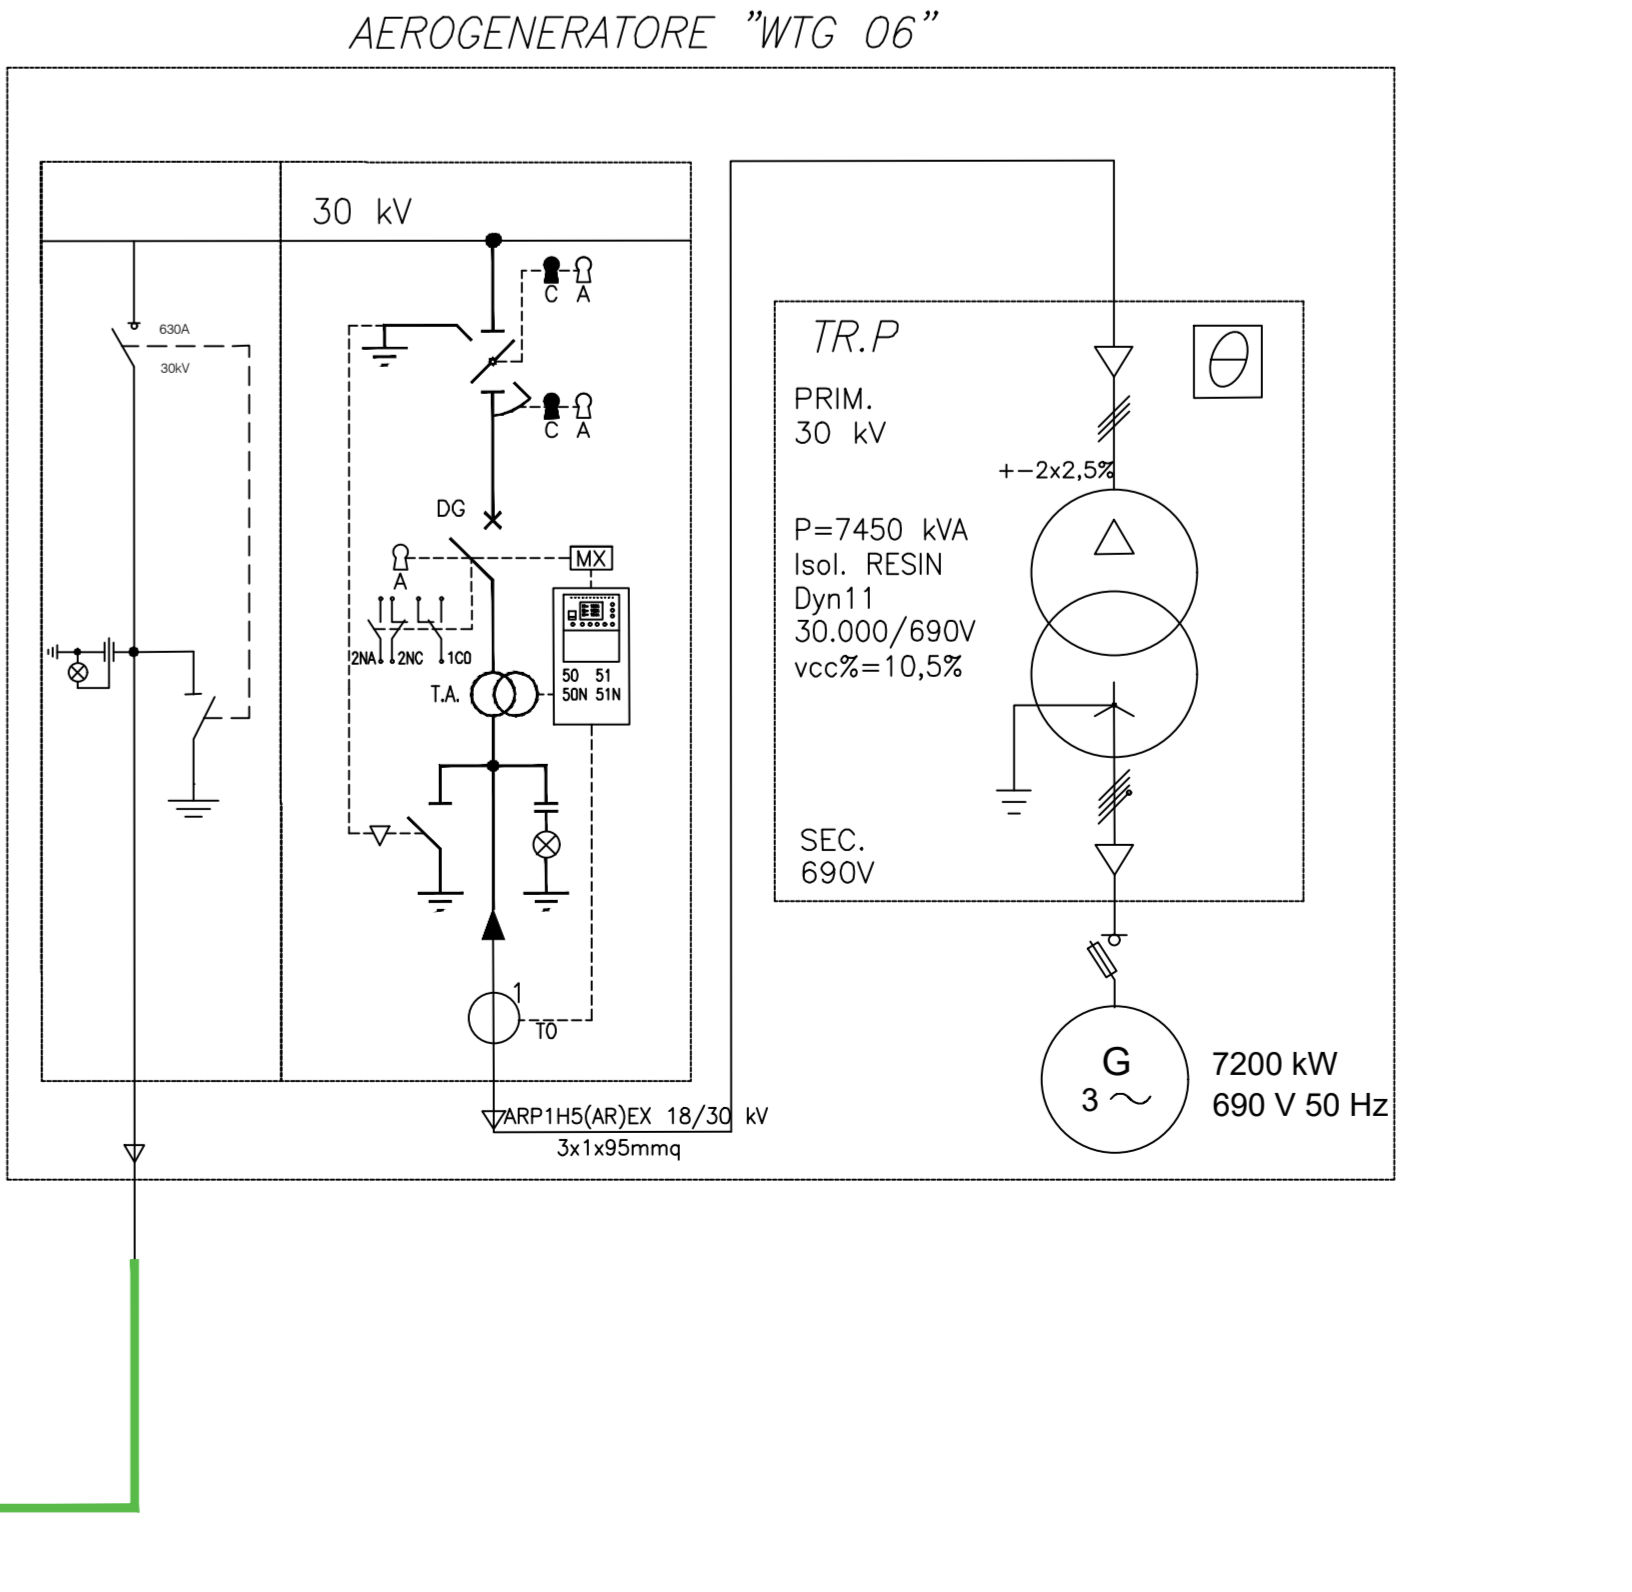 AEROGENERATORE "WTG 06"
30 kV
C A
630A
30kV
C A
DG
MX
A
2NA 2NC 1CO
50 51
50N 51N
T.A.
1
TO
ARP1H5(AR)EX 18/30 kV
3x1x95mmq
TR.P
PRIM.
30 kV
+-2x2,5%
P=7450 kVA
Isol. RESIN
Dyn11
30.000/690V
vcc%=10,5%
SEC.
690V
G
3
7200 kW
690 V 50 Hz